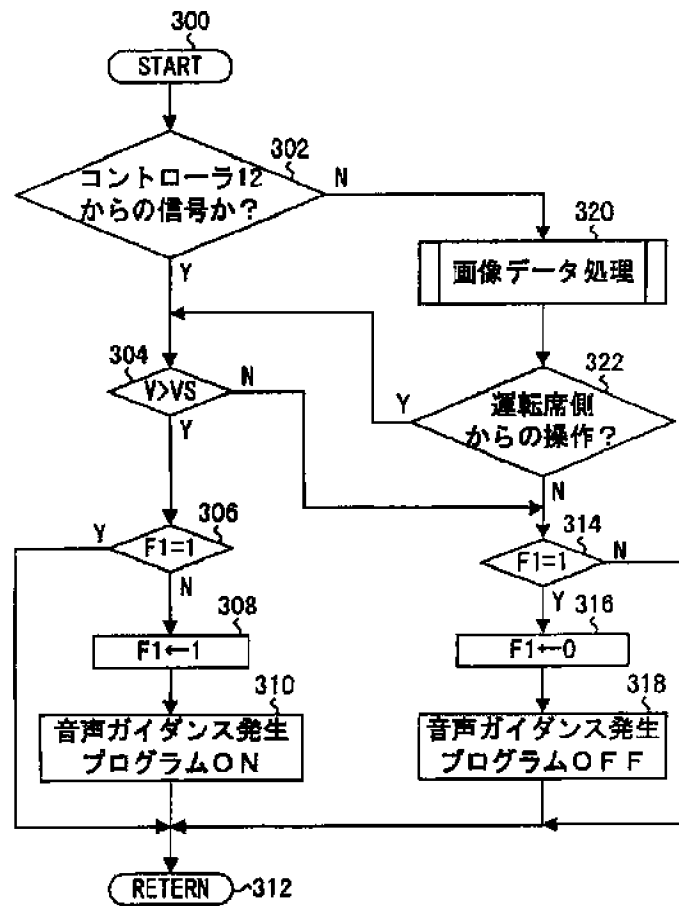 300
START
302
コントローラ12
からの信号か?
N
Y
320
画像データ処理
304
V>VS
N
Y
322
運転席側
からの操作?
Y
N
306
F1=1
Y
N
314
F1=1
N
Y
308
F1←1
316
F1←0
310
音声ガイダンス発生
プログラムON
318
音声ガイダンス発生
プログラムOFF
RETERN
312